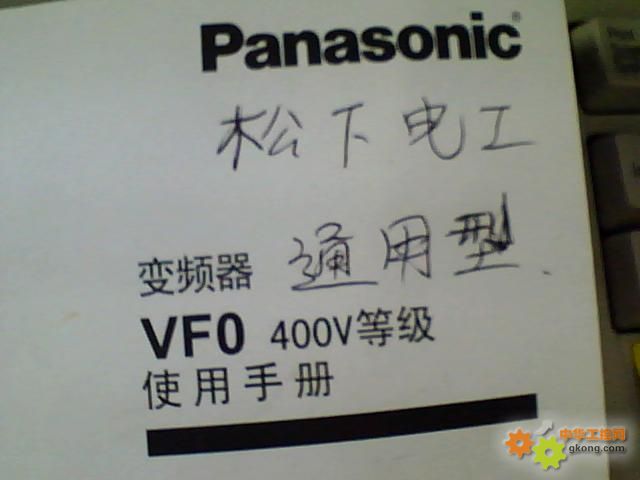 Panasonic®
松下电工
变频器 通用型.
VF0 400V等级
使用手册
中华工控网
gkong.com